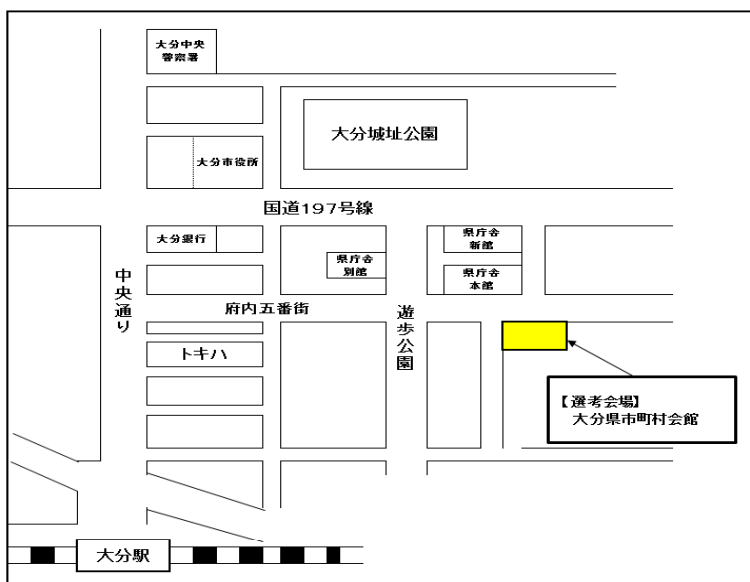 大分中央
警察署
大分城址公園
大分市役所
国道197号線
大分銀行
県庁舎
別館
県庁舎
新館
県庁舎
本館
中央通り
府内五番街
遊歩公園
トキハ
【選考会場】
大分県市町村会館
大分駅